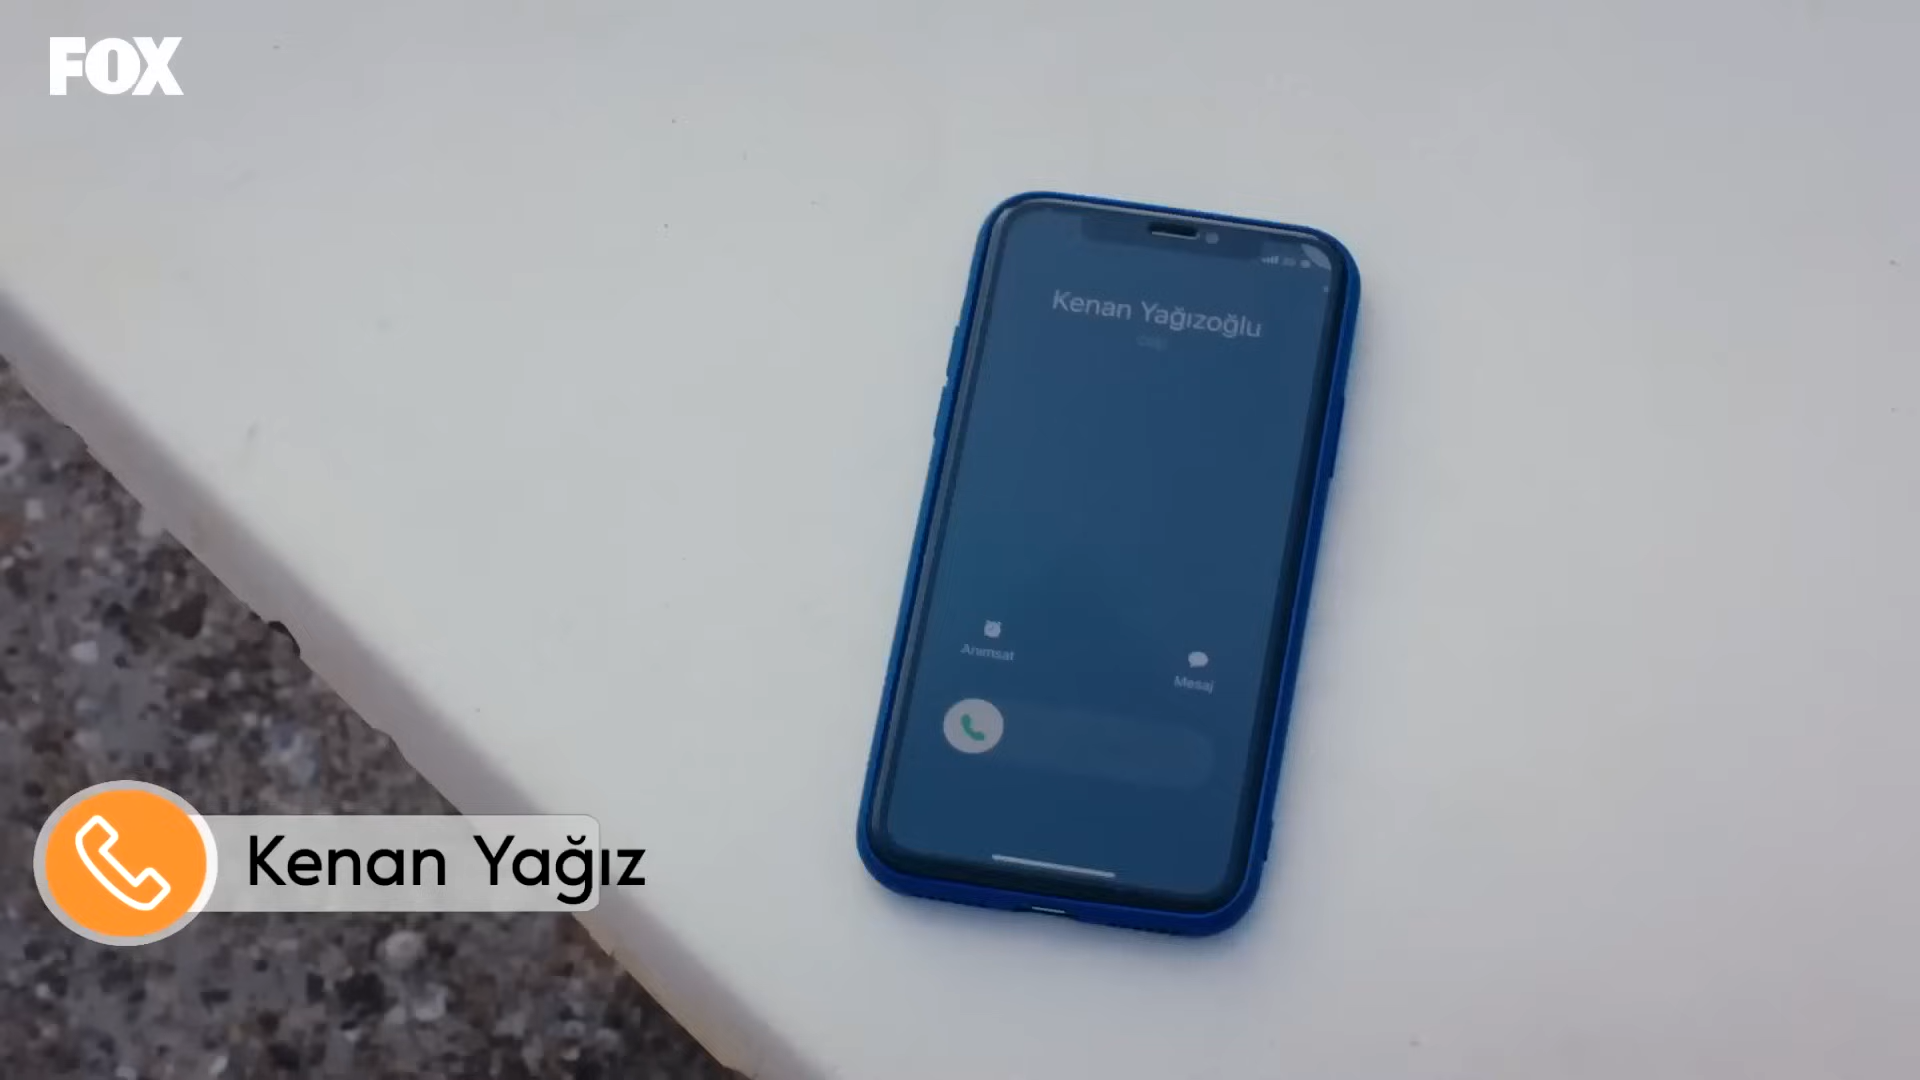 FOX
Kenan Yağızoğlu
Anımsat
Mesaj
Kenan Yağız